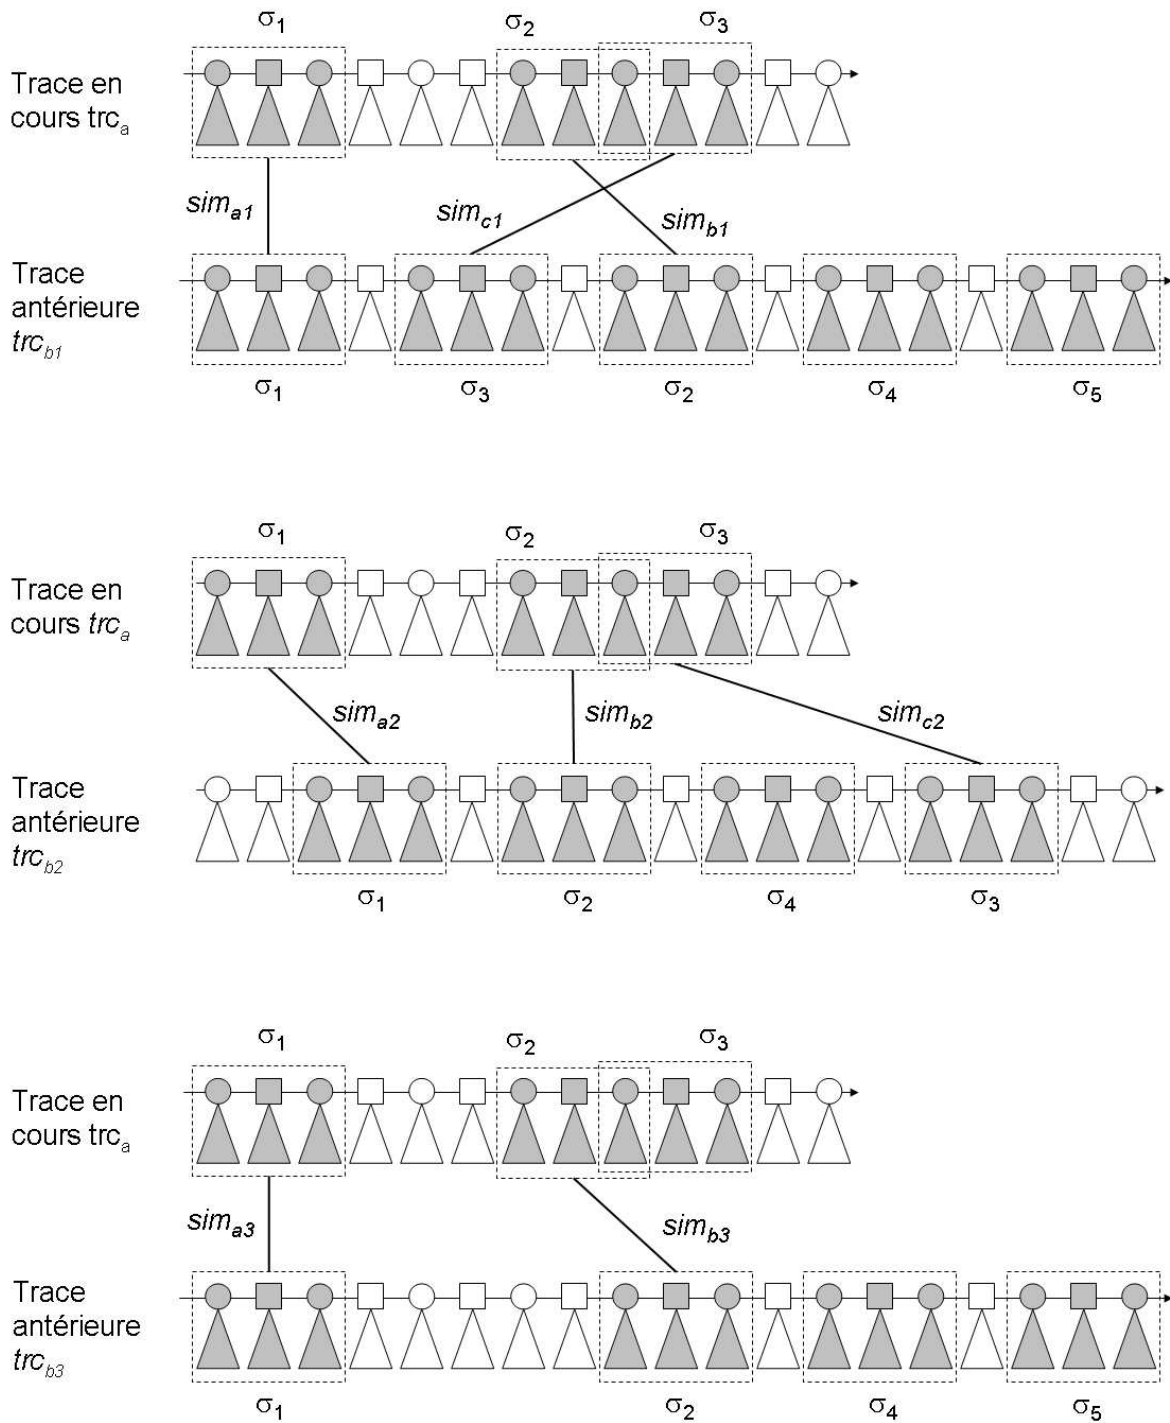 σ1 σ2 σ3
Trace en
cours trca
sima1 simc1 simb1
Trace
antérieure
trcb1
σ1 σ3 σ2 σ4 σ5
σ1 σ2 σ3
Trace en
cours trca
sima2 simb2 simc2
Trace
antérieure
trcb2
σ1 σ2 σ4 σ3
σ1 σ2 σ3
Trace en
cours trca
sima3 simb3
Trace
antérieure
trcb3
σ1 σ2 σ4 σ5